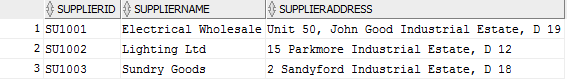 SUPPLIERID SUPPLIERNAME SUPPLIERADDRESS
1 SU1001 Electrical Wholesale Unit 50, John Good Industrial Estate, D 19
2 SU1002 Lighting Ltd 15 Parkmore Industrial Estate, D 12
3 SU1003 Sundry Goods 2 Sandyford Industrial Estate, D 18